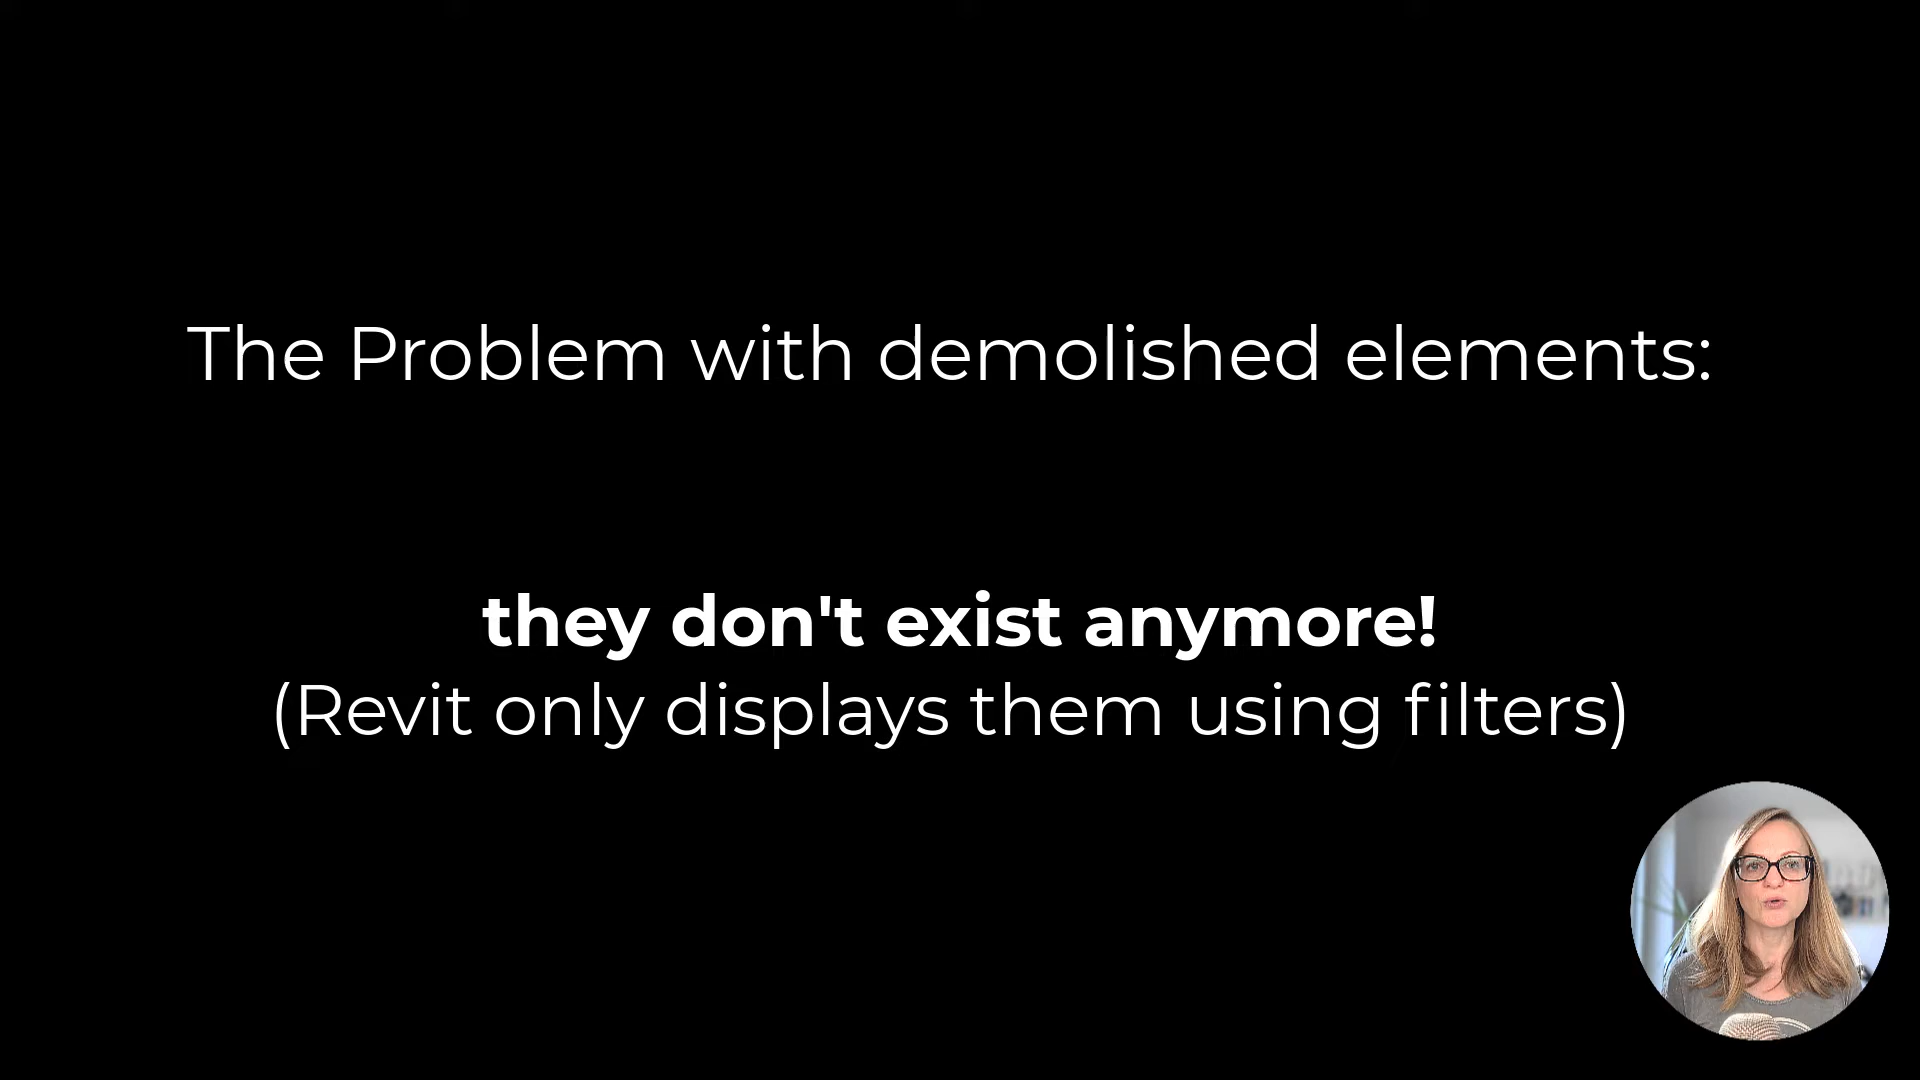 The Problem with demolished elements:
they don't exist anymore!
(Revit only displays them using filters)